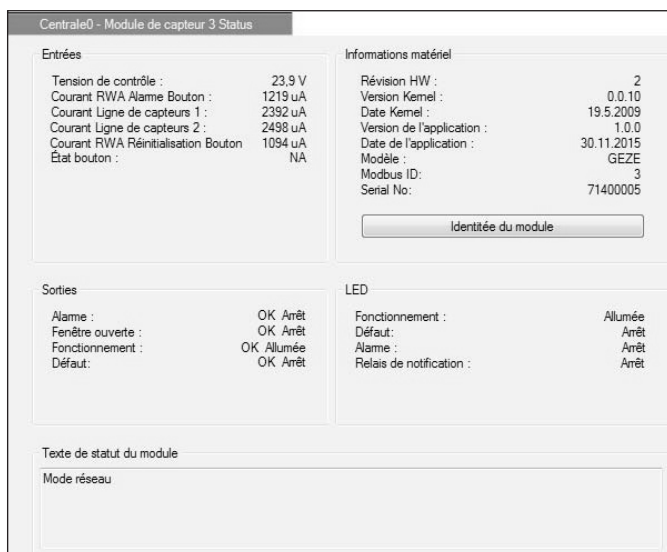 Centrale0 - Module de capteur 3 Status
Entrées
Tension de contrôle : 23,9 V
Courant RWA Alarme Bouton : 1219 uA
Courant Ligne de capteurs 1 : 2392 uA
Courant Ligne de capteurs 2 : 2498 uA
Courant RWA Réinitialisation Bouton 1094 uA
État bouton : NA
Informations matériel
Révision HW : 2
Version Kernel : 0.0.10
Date Kernel : 19.5.2009
Version de l'application : 1.0.0
Date de l'application : 30.11.2015
Modèle : GEZE
Modbus ID: 3
Serial No: 71400005
Identitée du module
Sorties
Alarme : OK Arrêt
Fenêtre ouverte : OK Arrêt
Fonctionnement : OK Allumée
Défaut: OK Arrêt
LED
Fonctionnement : Allumée
Défaut: Arrêt
Alarme : Arrêt
Relais de notification : Arrêt
Texte de statut du module
Mode réseau